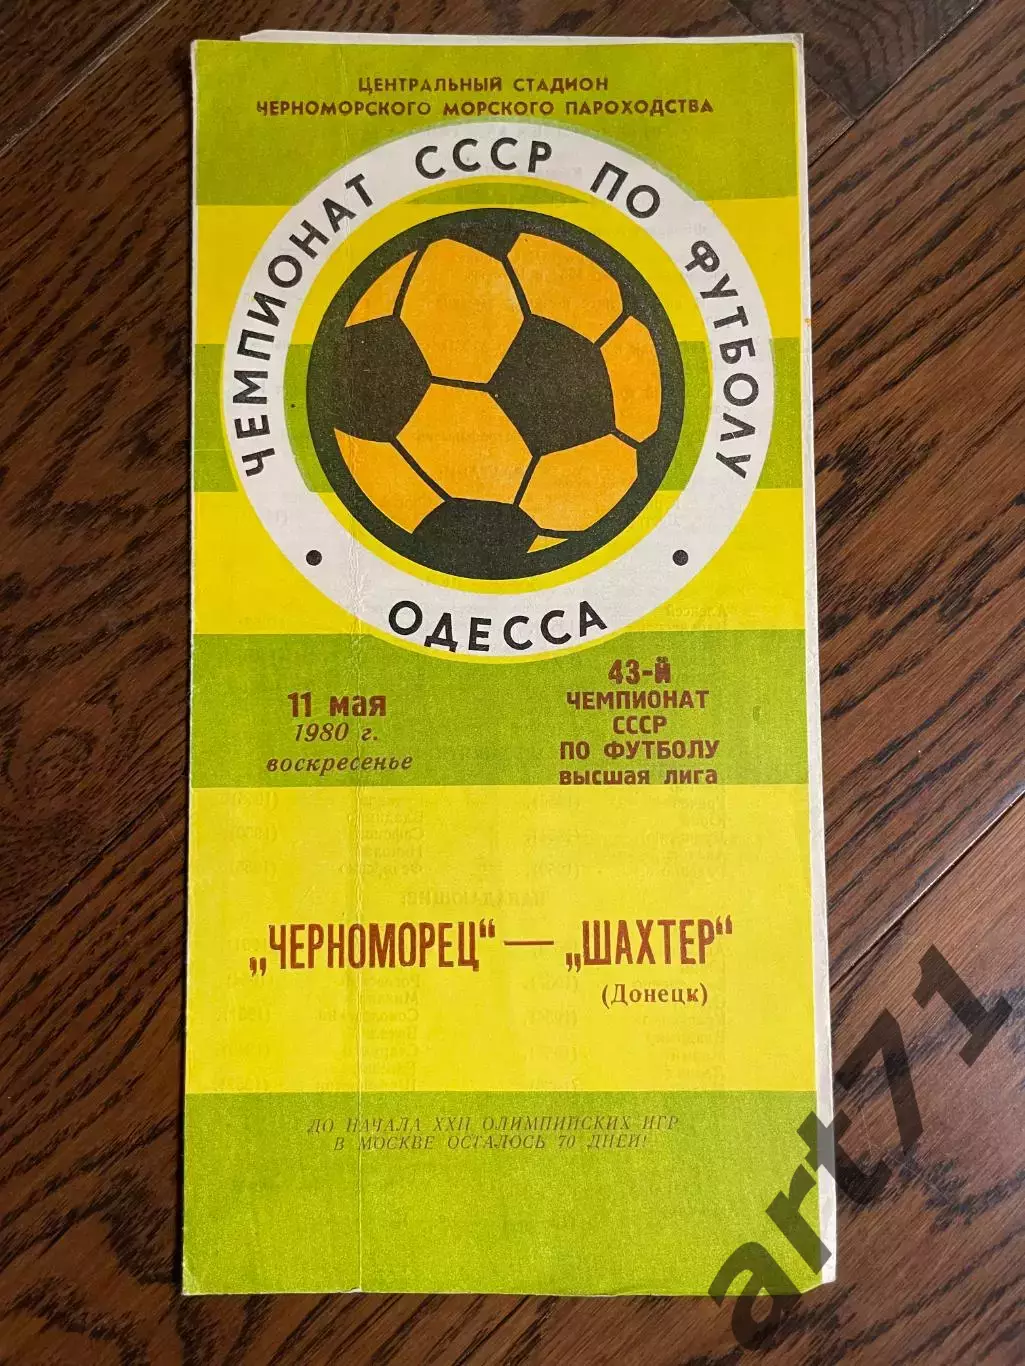 ЦЕНТРАЛЬНЫЙ СТАДИОН
ЧЕРНОМОРСКОГО МОРСКОГО ПАРОХОДСТВА
ЧЕМПИОНАТ СССР ПО ФУТБОЛУ
• ОДЕССА •
11 мая
1980 г.
воскресенье
43-й
ЧЕМПИОНАТ
СССР
ПО ФУТБОЛУ
высшая лига
„ЧЕРНОМОРЕЦ“ — „ШАХТЕР“
(Донецк)
ДО НАЧАЛА XXII ОЛИМПИЙСКИХ ИГР
В МОСКВЕ ОСТАЛОСЬ 70 ДНЕЙ!
art71